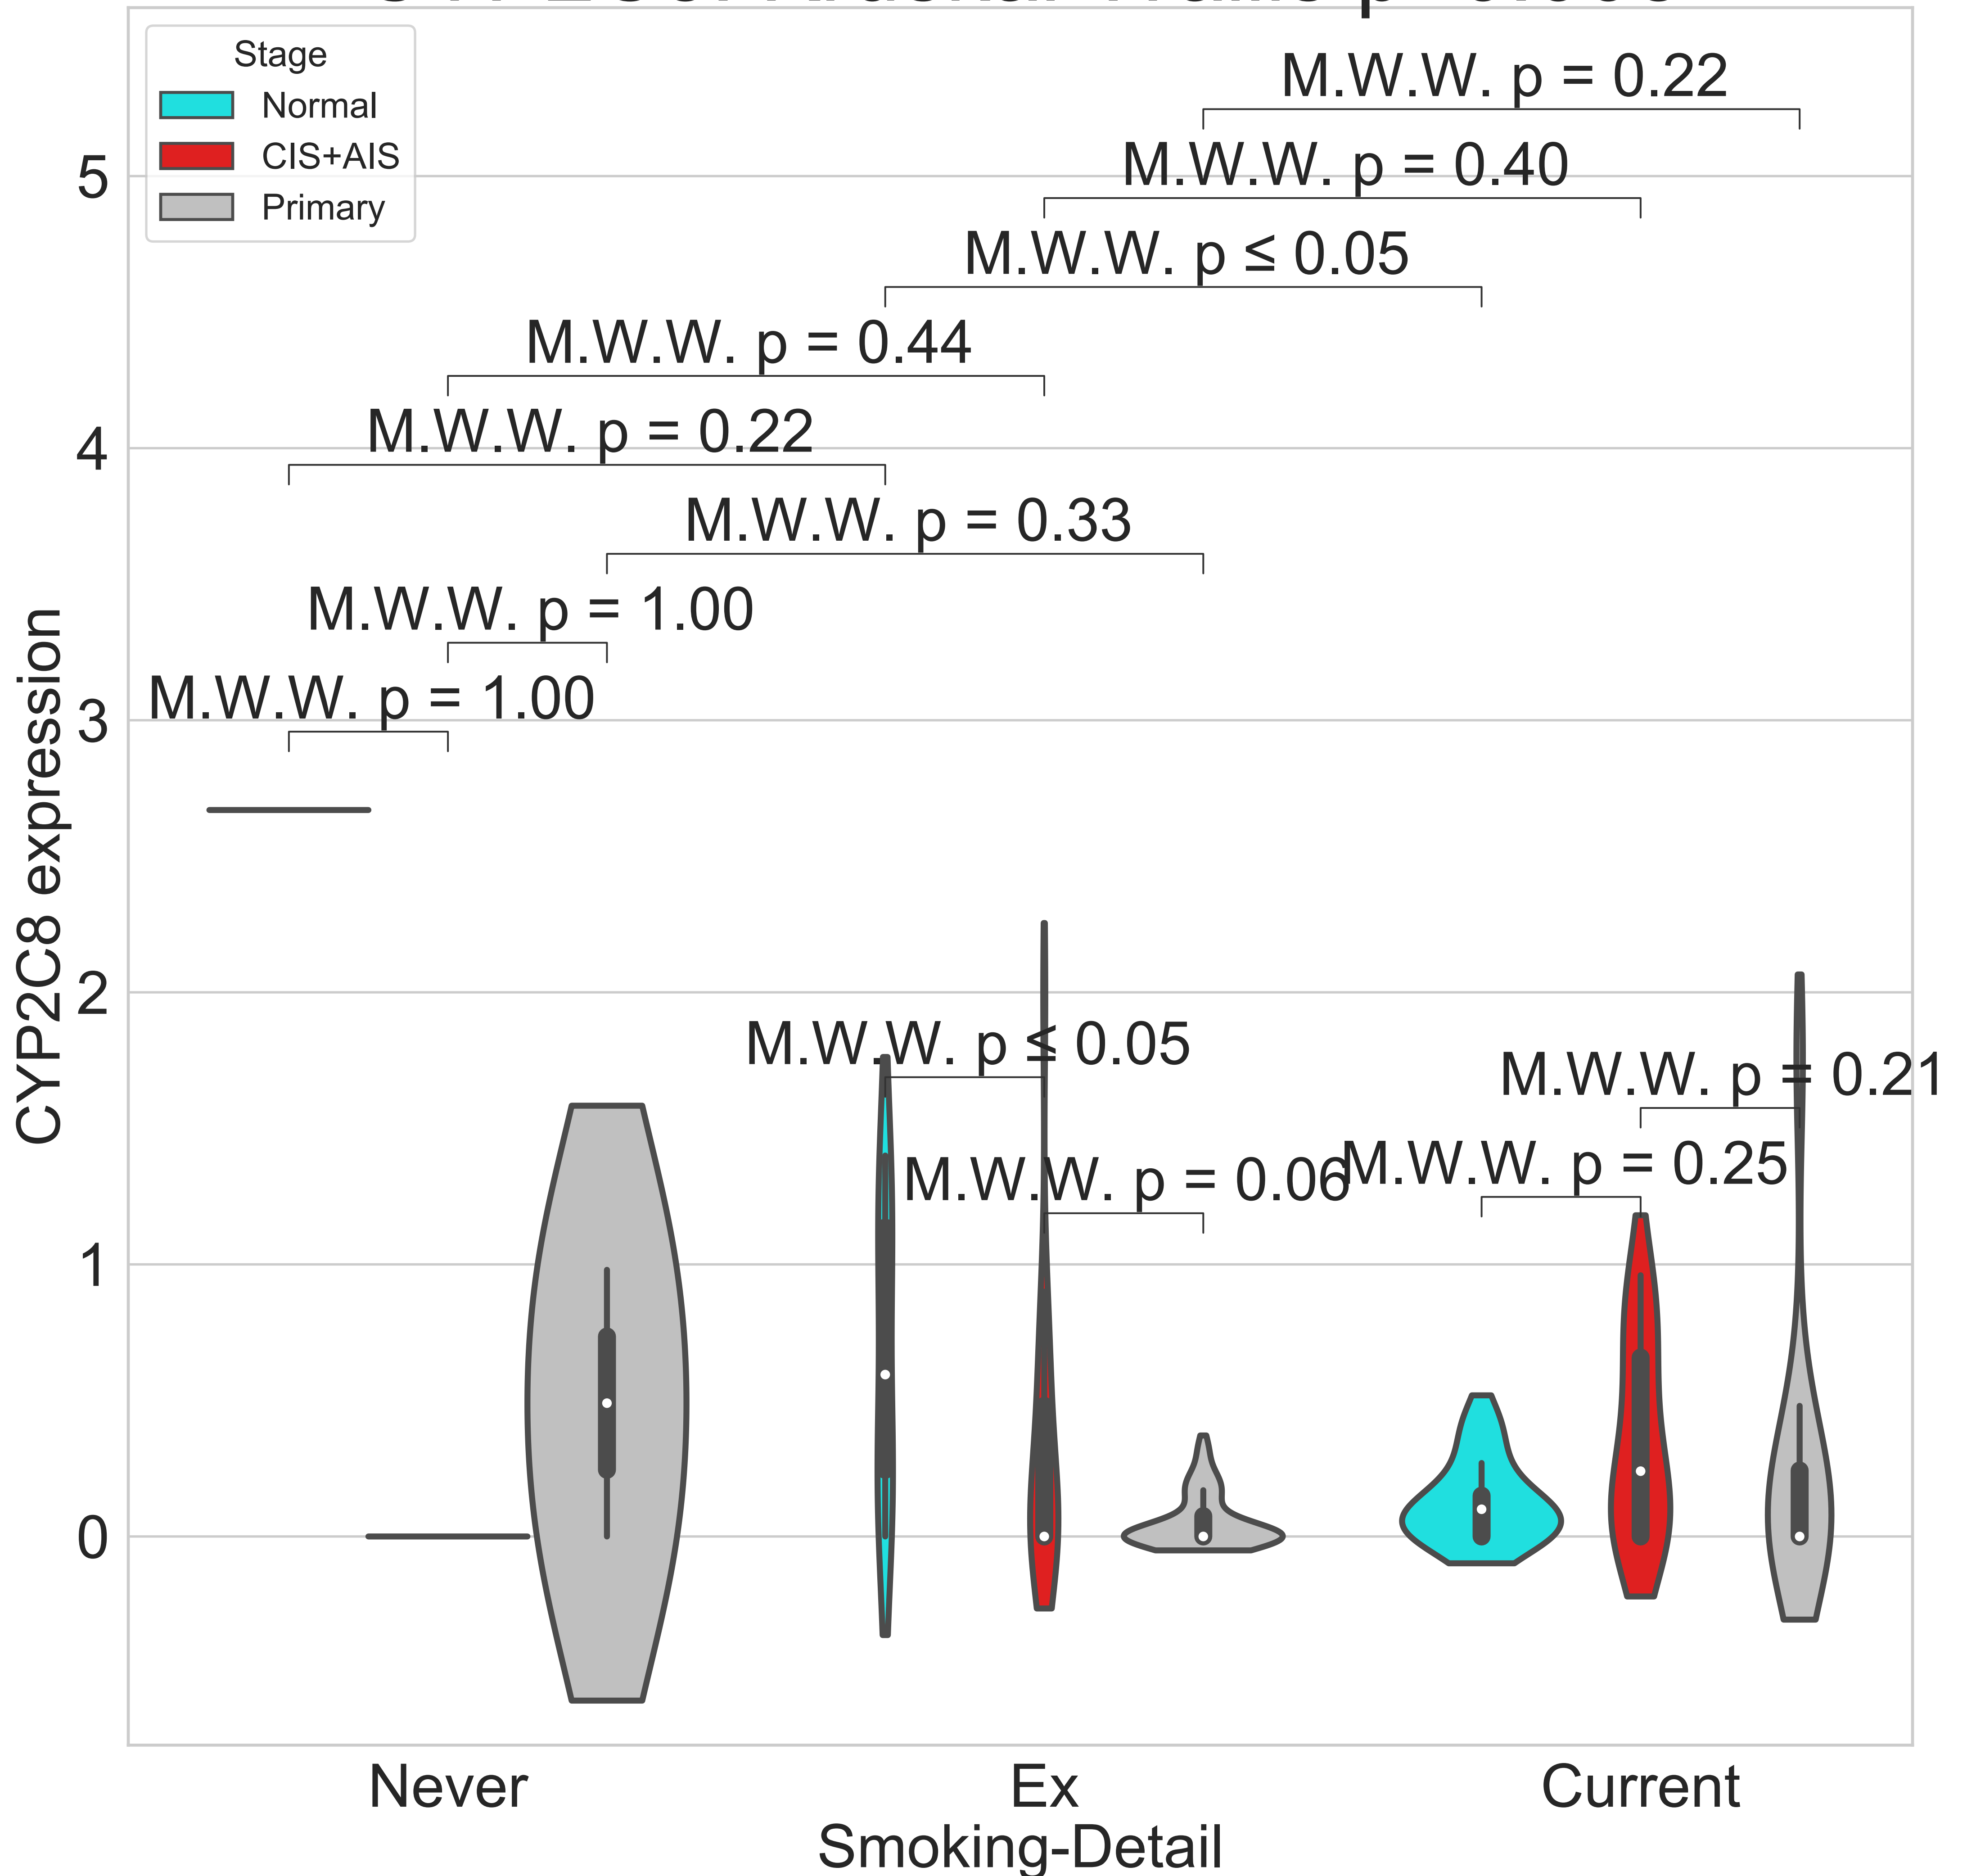 Stage
Normal
CIS+AIS
Primary
M.W.W. p = 0.22
M.W.W. p = 0.40
M.W.W. p ≤ 0.05
M.W.W. p = 0.44
M.W.W. p = 0.22
M.W.W. p = 0.33
M.W.W. p = 1.00
M.W.W. p = 1.00
M.W.W. p ≤ 0.05
M.W.W. p = 0.21
M.W.W. p = 0.06
M.W.W. p = 0.25
CYP2C8 expression
5
4
3
2
1
0
Never
Ex
Current
Smoking-Detail